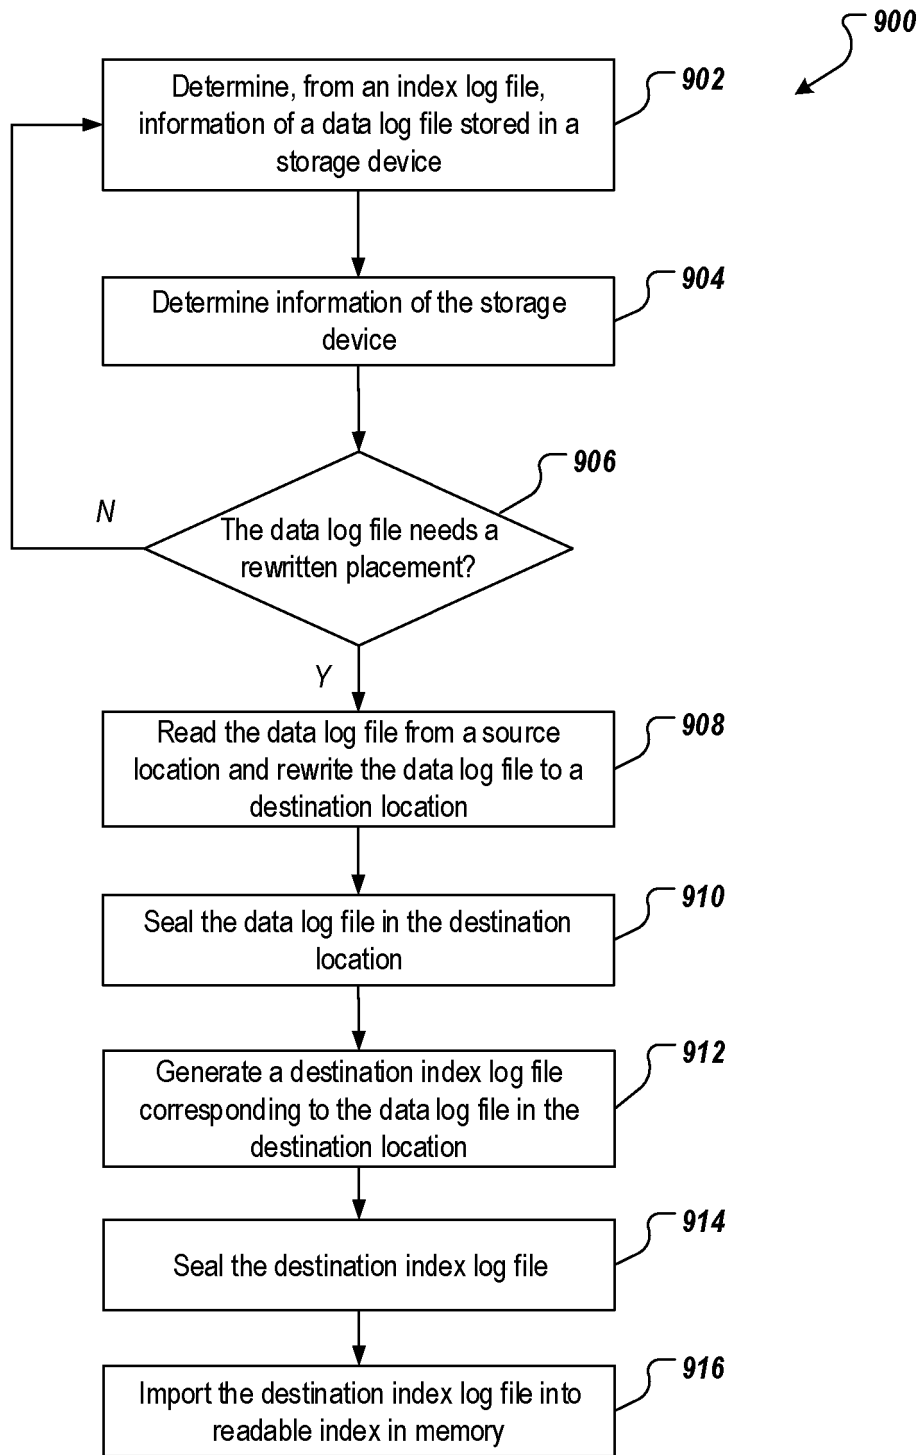 900
Determine, from an index log file,
information of a data log file stored in a
storage device
902
Determine information of the storage
device
904
The data log file needs a
rewritten placement?
906
N
Y
Read the data log file from a source
location and rewrite the data log file to a
destination location
908
Seal the data log file in the destination
location
910
Generate a destination index log file
corresponding to the data log file in the
destination location
912
Seal the destination index log file
914
Import the destination index log file into
readable index in memory
916